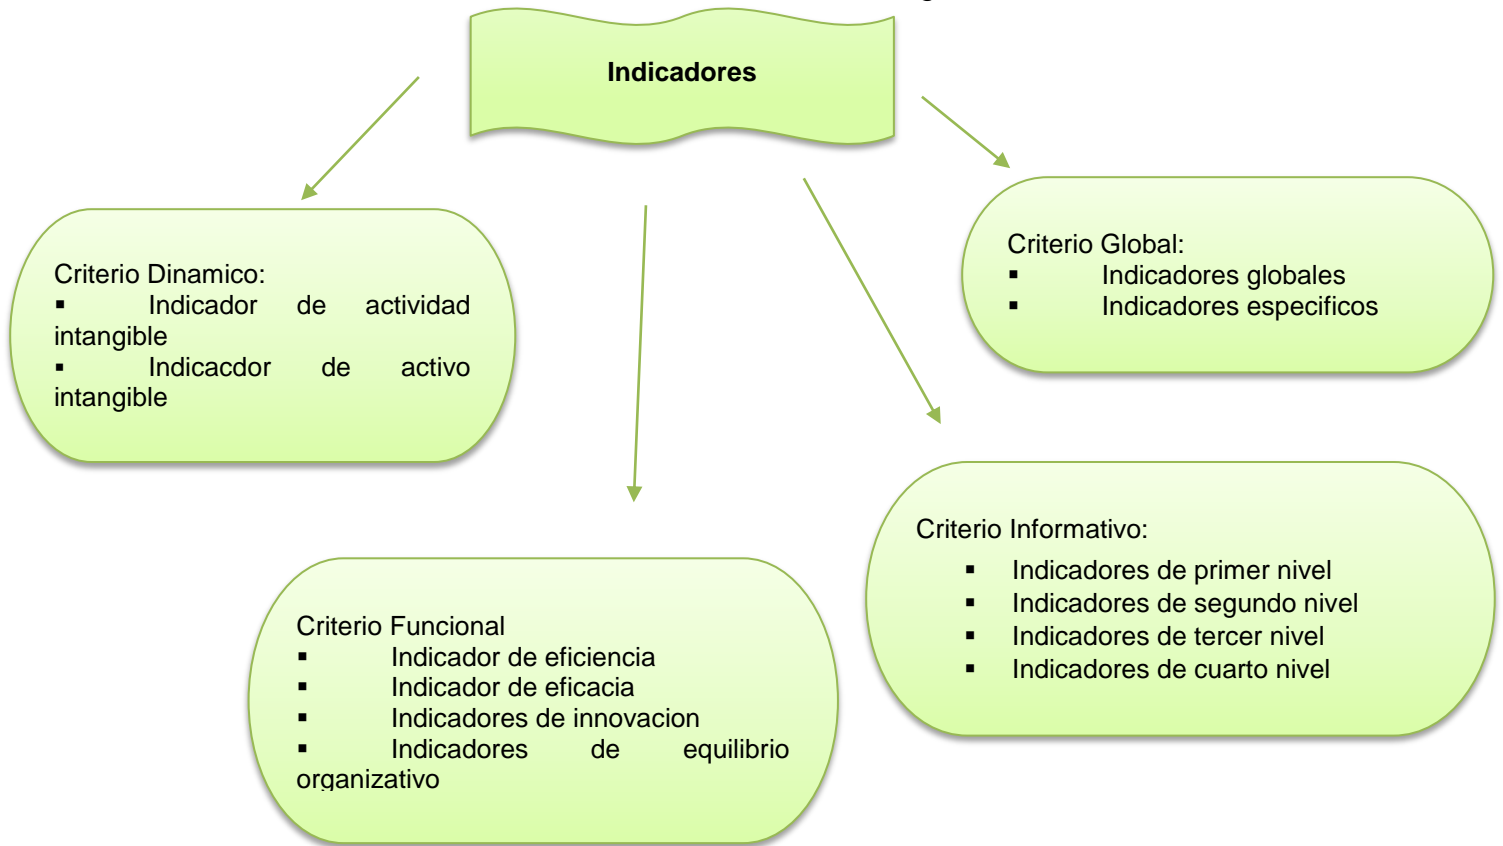 Indicadores
Criterio Dinamico:
▪ Indicador de actividad
intangible
▪ Indicacdor de activo
intangible
Criterio Global:
▪ Indicadores globales
▪ Indicadores especificos
Criterio Funcional
▪ Indicador de eficiencia
▪ Indicador de eficacia
▪ Indicadores de innovacion
▪ Indicadores de equilibrio
organizativo
Criterio Informativo:
▪ Indicadores de primer nivel
▪ Indicadores de segundo nivel
▪ Indicadores de tercer nivel
▪ Indicadores de cuarto nivel